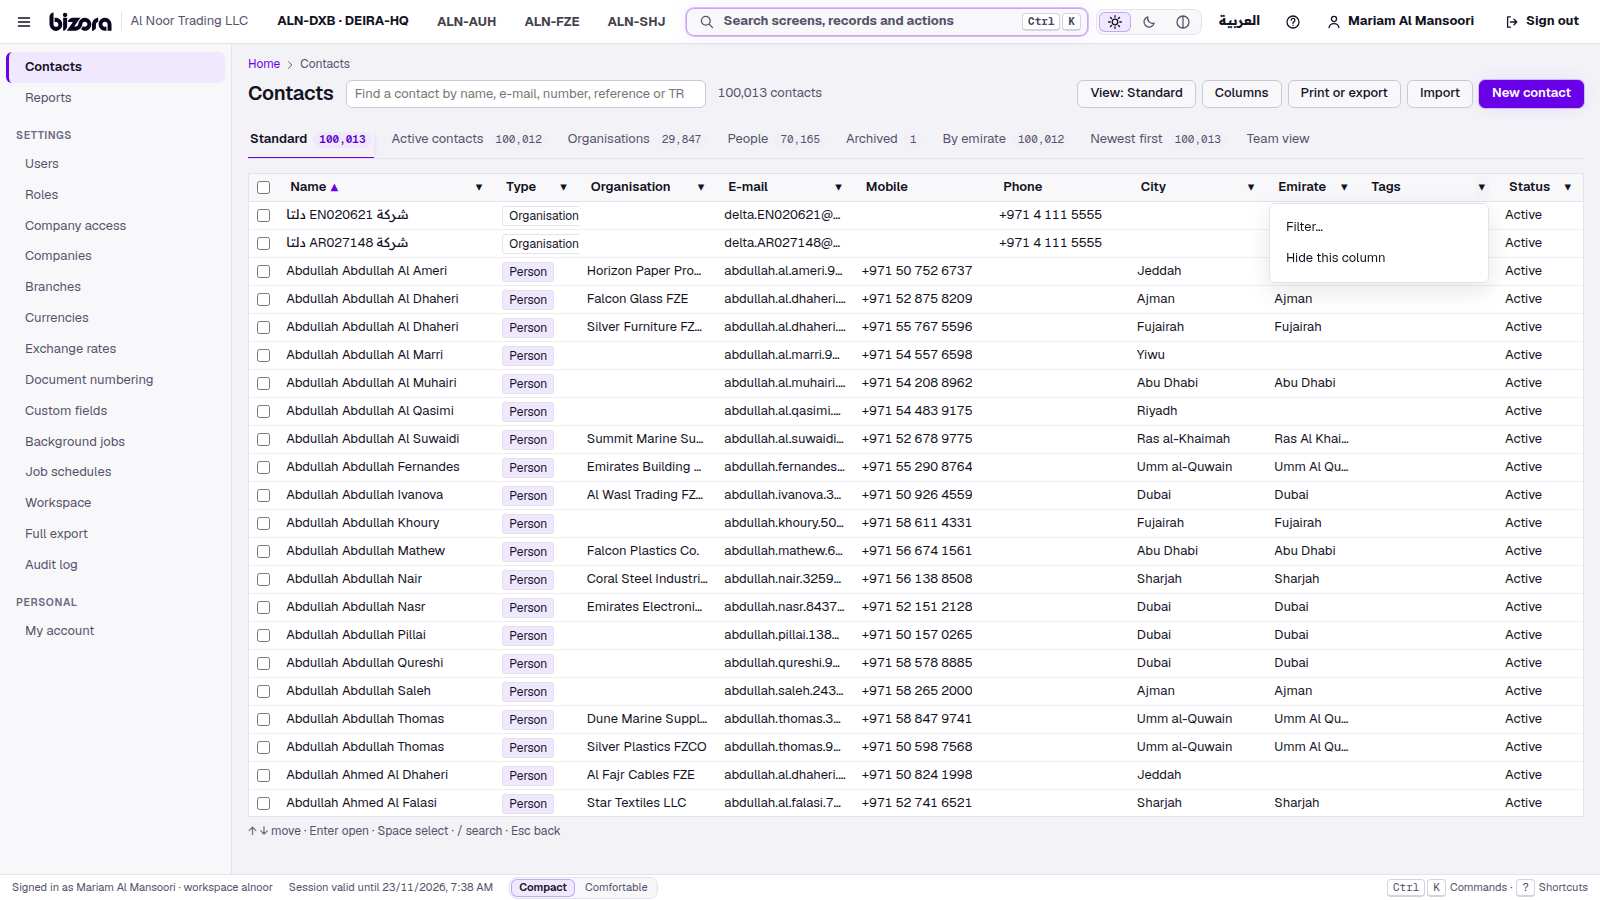 bizora Al Noor Trading LLC ALN-DXB · DEIRA-HQ ALN-AUH ALN-FZE ALN-SHJ Search screens, records and actions Ctrl K العربية Mariam Al Mansoori Sign out
Contacts
Reports
SETTINGS
Users
Roles
Company access
Companies
Branches
Currencies
Exchange rates
Document numbering
Custom fields
Background jobs
Job schedules
Workspace
Full export
Audit log
PERSONAL
My account
Home > Contacts
Contacts Find a contact by name, e-mail, number, reference or TR 100,013 contacts View: Standard Columns Print or export Import New contact
Standard 100,013 Active contacts 100,012 Organisations 29,847 People 70,165 Archived 1 By emirate 100,012 Newest first 100,013 Team view
Name ▲ ▼ Type ▼ Organisation ▼ E-mail ▼ Mobile Phone City ▼ Emirate ▼ Tags ▼ Status ▼
شركة EN020621 دلتا Organisation delta.EN020621@... +971 4 111 5555 Active
شركة AR027148 دلتا Organisation delta.AR027148@... +971 4 111 5555 Active
Filter...
Hide this column
Abdullah Abdullah Al Ameri Person Horizon Paper Pro... abdullah.al.ameri.9... +971 50 752 6737 Jeddah Active
Abdullah Abdullah Al Dhaheri Person Falcon Glass FZE abdullah.al.dhaheri.... +971 52 875 8209 Ajman Ajman Active
Abdullah Abdullah Al Dhaheri Person Silver Furniture FZ... abdullah.al.dhaheri.... +971 55 767 5596 Fujairah Fujairah Active
Abdullah Abdullah Al Marri Person abdullah.al.marri.9... +971 54 557 6598 Yiwu Active
Abdullah Abdullah Al Muhairi Person abdullah.al.muhairi.... +971 54 208 8962 Abu Dhabi Abu Dhabi Active
Abdullah Abdullah Al Qasimi Person abdullah.al.qasimi.... +971 54 483 9175 Riyadh Active
Abdullah Abdullah Al Suwaidi Person Summit Marine Su... abdullah.al.suwaidi... +971 52 678 9775 Ras al-Khaimah Ras Al Khai... Active
Abdullah Abdullah Fernandes Person Emirates Building ... abdullah.fernandes... +971 55 290 8764 Umm al-Quwain Umm Al Qu... Active
Abdullah Abdullah Ivanova Person Al Wasl Trading FZ... abdullah.ivanova.3... +971 50 926 4559 Dubai Dubai Active
Abdullah Abdullah Khoury Person abdullah.khoury.50... +971 58 611 4331 Fujairah Fujairah Active
Abdullah Abdullah Mathew Person Falcon Plastics Co. abdullah.mathew.6... +971 56 674 1561 Abu Dhabi Abu Dhabi Active
Abdullah Abdullah Nair Person Coral Steel Industri... abdullah.nair.3259... +971 56 138 8508 Sharjah Sharjah Active
Abdullah Abdullah Nasr Person Emirates Electroni... abdullah.nasr.8437... +971 52 151 2128 Dubai Dubai Active
Abdullah Abdullah Pillai Person abdullah.pillai.138... +971 50 157 0265 Dubai Dubai Active
Abdullah Abdullah Qureshi Person abdullah.qureshi.9... +971 58 578 8885 Dubai Dubai Active
Abdullah Abdullah Saleh Person abdullah.saleh.243... +971 58 265 2000 Ajman Ajman Active
Abdullah Abdullah Thomas Person Dune Marine Suppl... abdullah.thomas.3... +971 58 847 9741 Umm al-Quwain Umm Al Qu... Active
Abdullah Abdullah Thomas Person Silver Plastics FZCO abdullah.thomas.9... +971 50 598 7568 Umm al-Quwain Umm Al Qu... Active
Abdullah Ahmed Al Dhaheri Person Al Fajr Cables FZE abdullah.al.dhaheri.... +971 50 824 1998 Jeddah Active
Abdullah Ahmed Al Falasi Person Star Textiles LLC abdullah.al.falasi.7... +971 52 741 6521 Sharjah Sharjah Active
↑↓ move · Enter open · Space select · / search · Esc back
Signed in as Mariam Al Mansoori · workspace alnoor Session valid until 23/11/2026, 7:38 AM Compact Comfortable Ctrl K Commands · ? Shortcuts